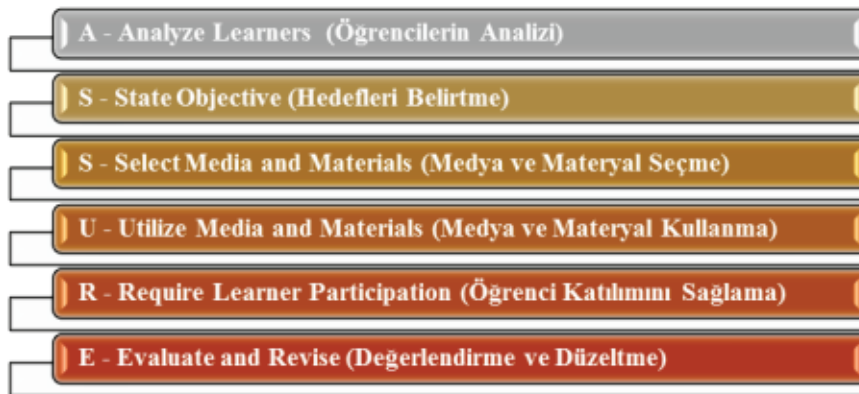 A - Analyze Learners (Öğrencilerin Analizi)
S - State Objective (Hedefleri Belirtme)
S - Select Media and Materials (Medya ve Materyal Seçme)
U - Utilize Media and Materials (Medya ve Materyal Kullanma)
R - Require Learner Participation (Öğrenci Katılımını Sağlama)
E - Evaluate and Revise (Değerlendirme ve Düzeltme)